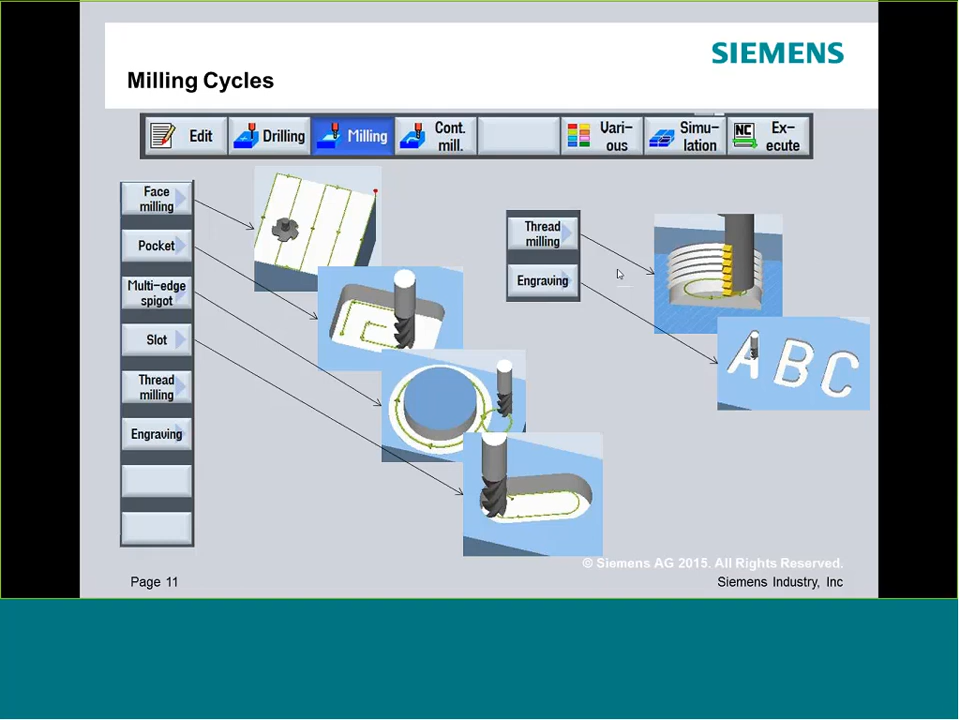 SIEMENS
Milling Cycles
Edit
Drilling
Milling
Cont.
mill.
Vari-
ous
Simu-
lation
NC
Ex-
ecute
Face
milling
Pocket
Multi-edge
spigot
Slot
Thread
milling
Engraving
Thread
milling
Engraving
ABC
© Siemens AG 2015. All Rights Reserved.
Page 11
Siemens Industry, Inc